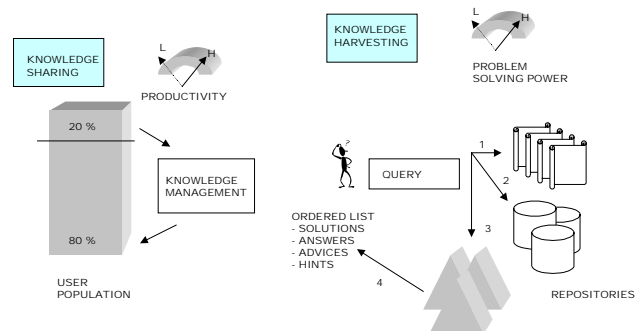 KNOWLEDGE
SHARING
L
H
PRODUCTIVITY
20 %
KNOWLEDGE
MANAGEMENT
80 %
USER
POPULATION
KNOWLEDGE
HARVESTING
L
H
PROBLEM
SOLVING POWER
?
QUERY
1
2
3
ORDERED LIST
- SOLUTIONS
- ANSWERS
- ADVICES
- HINTS
4
REPOSITORIES